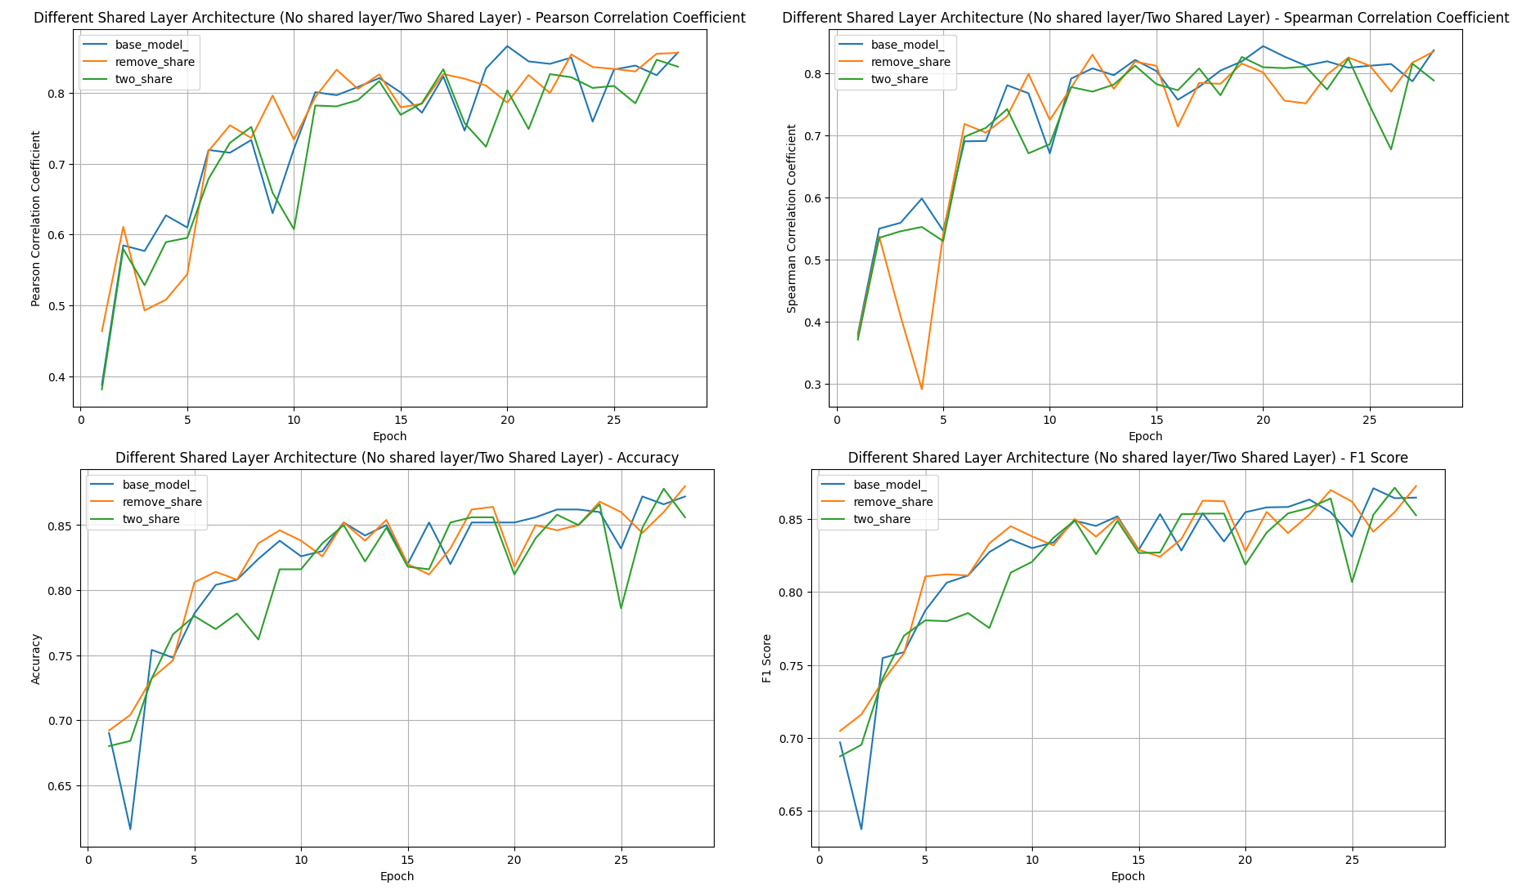 Different Shared Layer Architecture (No shared layer/Two Shared Layer) - Pearson Correlation Coefficient
base_model_
remove_share
two_share
Pearson Correlation Coefficient
0.8
0.7
0.6
0.5
0.4
0 5 10 15 20 25
Epoch
Different Shared Layer Architecture (No shared layer/Two Shared Layer) - Spearman Correlation Coefficient
base_model_
remove_share
two_share
Spearman Correlation Coefficient
0.8
0.7
0.6
0.5
0.4
0.3
0 5 10 15 20 25
Epoch
Different Shared Layer Architecture (No shared layer/Two Shared Layer) - Accuracy
base_model_
remove_share
two_share
Accuracy
0.85
0.80
0.75
0.70
0.65
0 5 10 15 20 25
Epoch
Different Shared Layer Architecture (No shared layer/Two Shared Layer) - F1 Score
base_model_
remove_share
two_share
F1 Score
0.85
0.80
0.75
0.70
0.65
0 5 10 15 20 25
Epoch